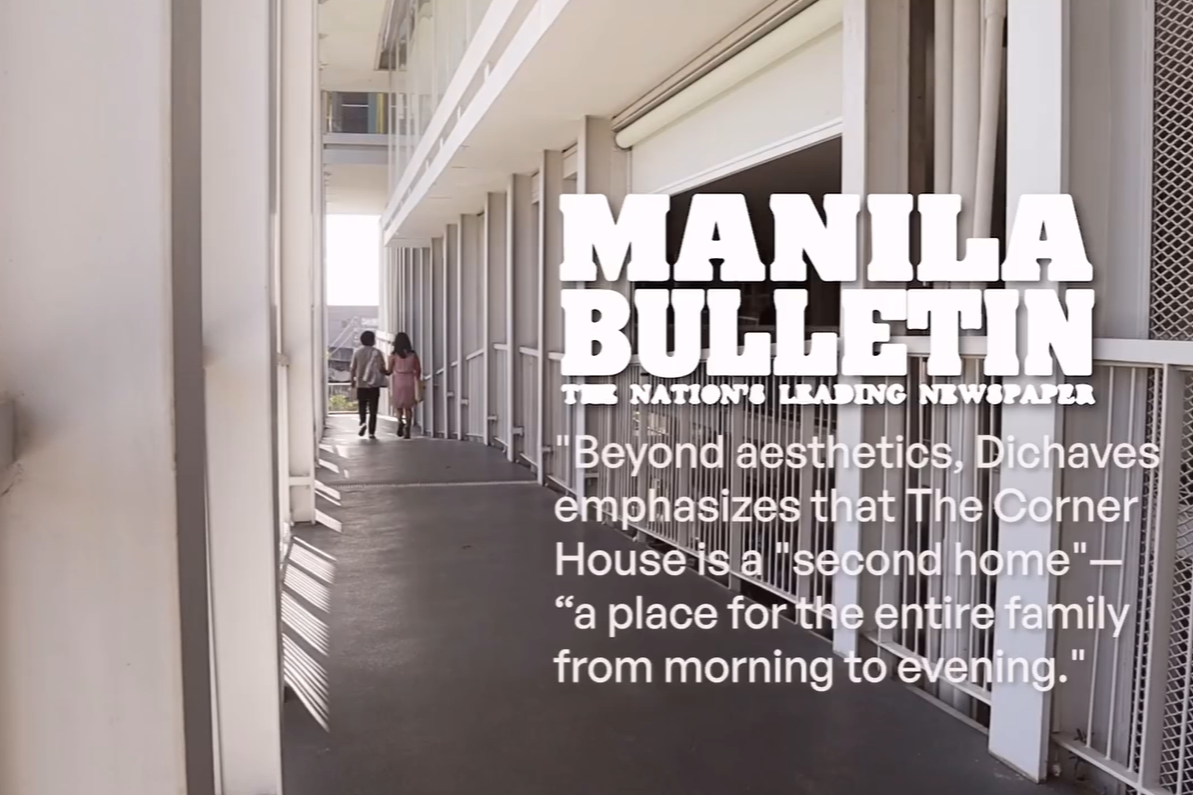 MANILA
BULLETIN
THE NATION'S LEADING NEWSPAPER
"Beyond aesthetics, Dichaves
emphasizes that The Corner
House is a "second home"—
“a place for the entire family
from morning to evening."